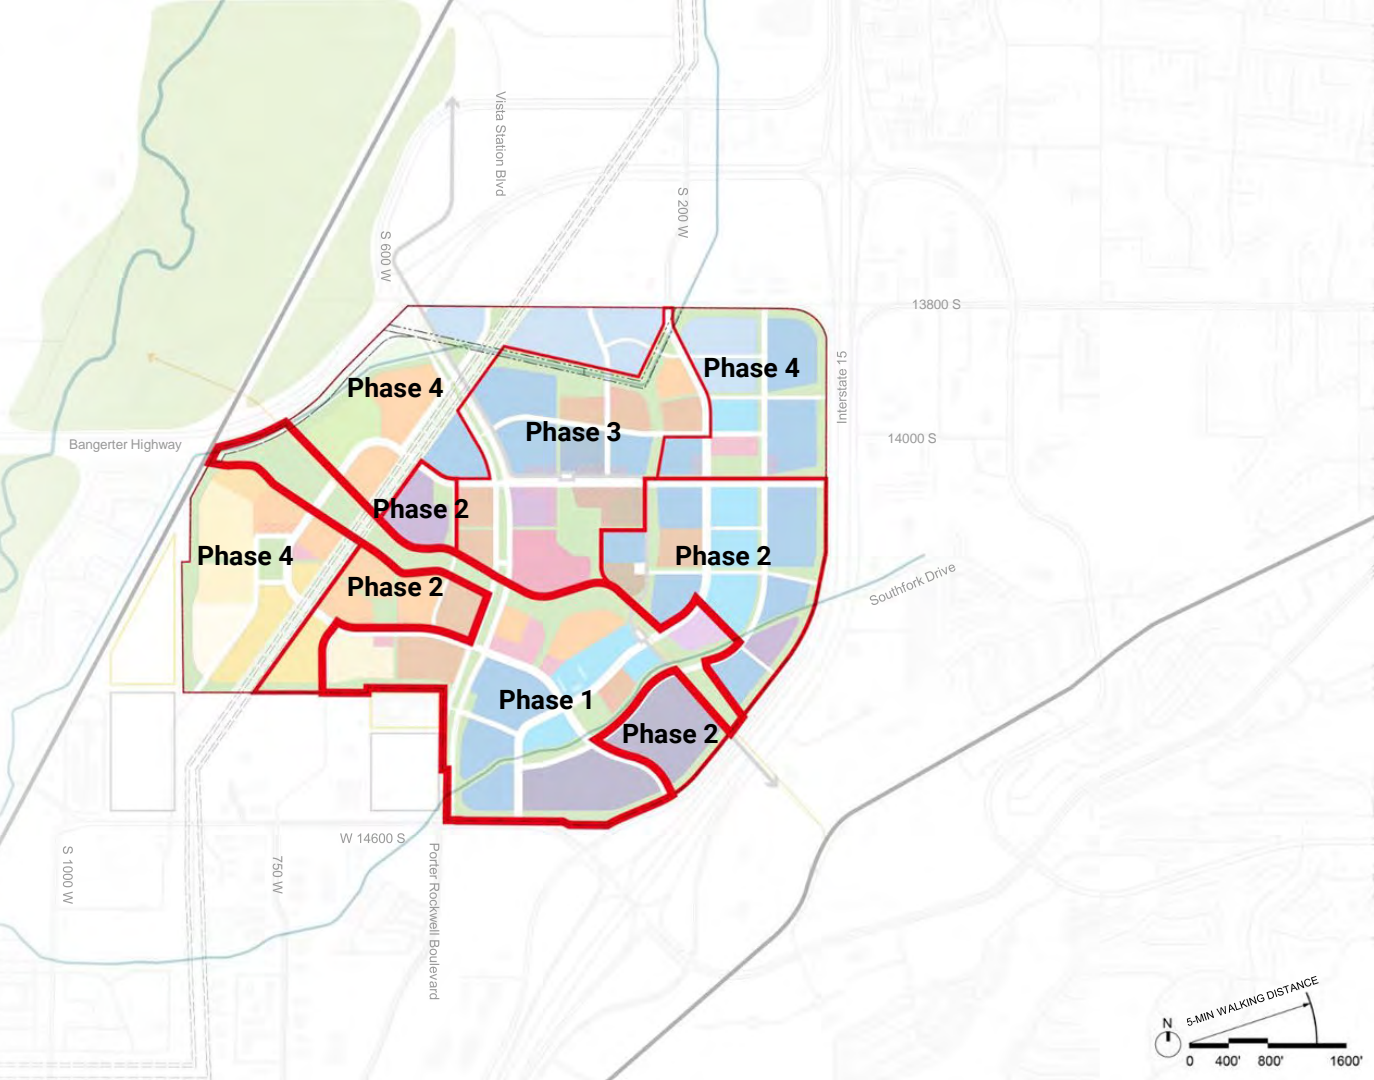 Vista Station Blvd
S 200 W
S 600 W
13800 S
Phase 4
Interstate 15
Phase 4
Phase 3
14000 S
Bangerter Highway
Phase 2
Phase 4
Phase 2
Phase 2
Southfork Drive
Phase 1
Phase 2
W 14600 S
S 1000 W
750 W
Porter Rockwell Boulevard
5-MIN WALKING DISTANCE
N
0 400' 800' 1600'